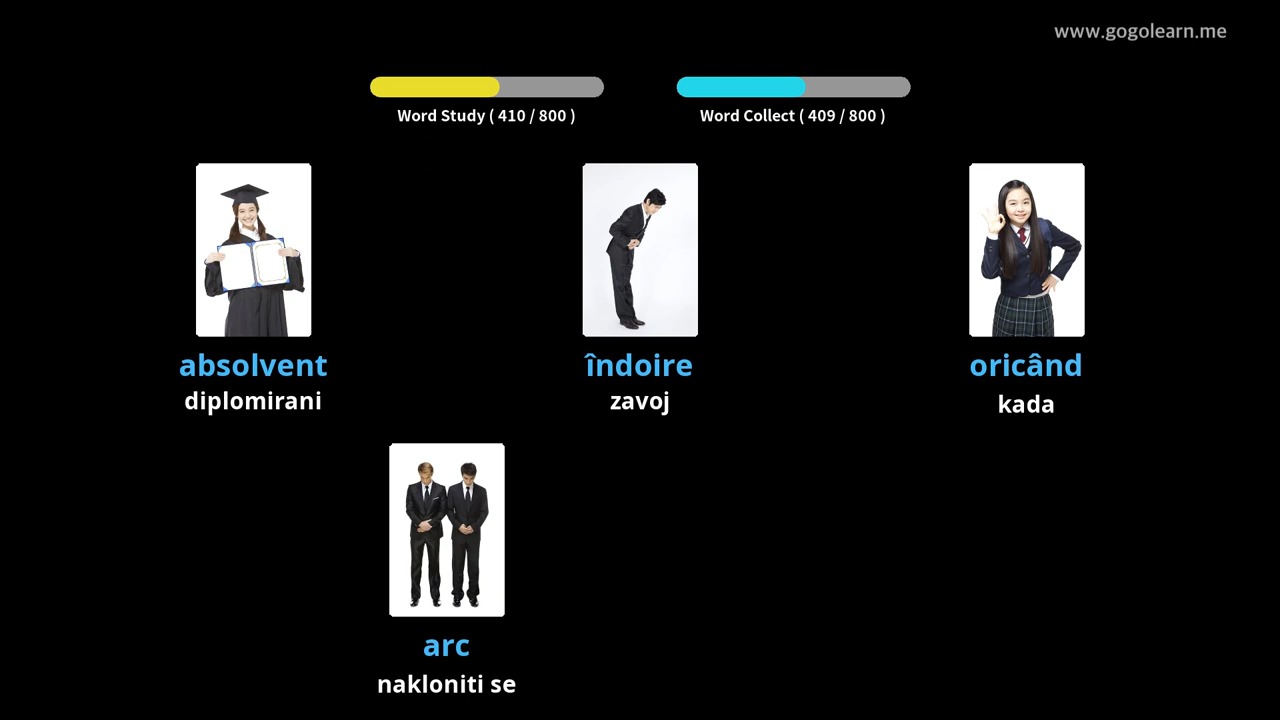 www.gogolearn.me
Word Study ( 410 / 800 )
Word Collect ( 409 / 800 )
absolvent
diplomirani
îndoire
zavoj
oricând
kada
arc
nakloniti se